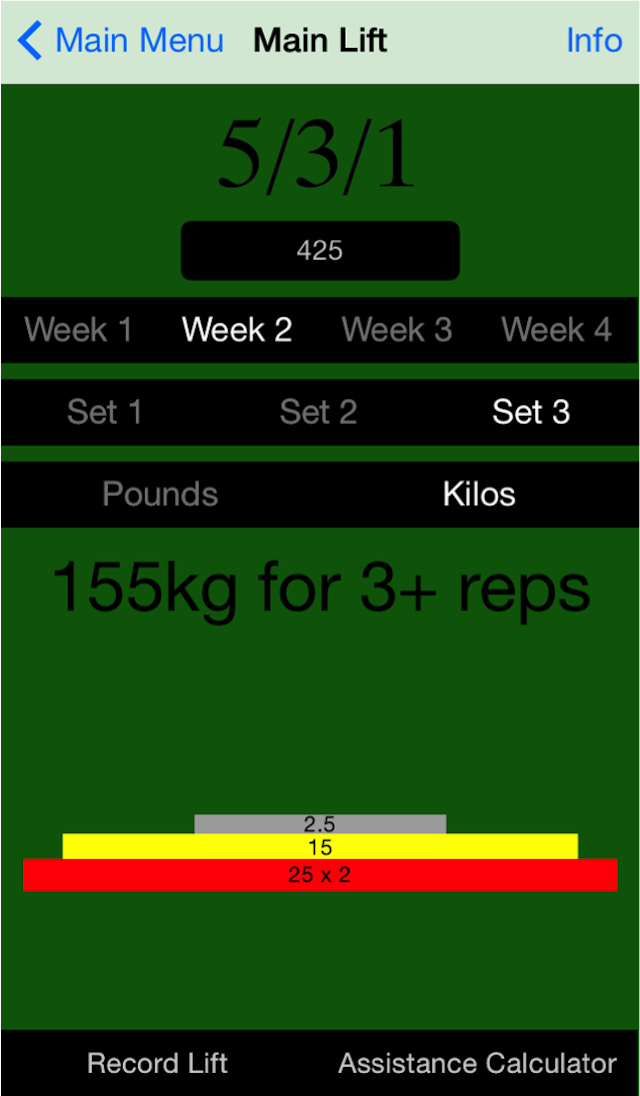 Main Menu Main Lift Info
5/3/1
425
Week 1 Week 2 Week 3 Week 4
Set 1 Set 2 Set 3
Pounds Kilos
155kg for 3+ reps
2.5
15
25 x 2
Record Lift Assistance Calculator